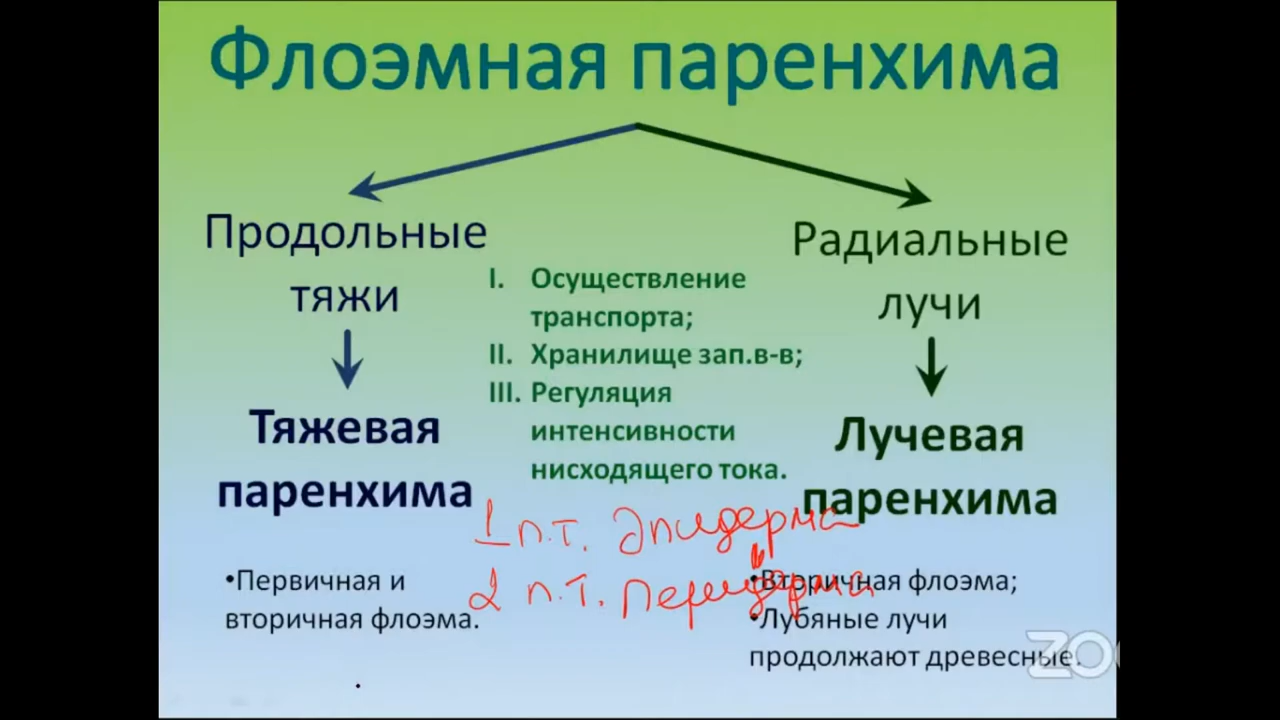 Флоэмная паренхима
Продольные
тяжи
Тяжевая
паренхима
•Первичная и
вторичная флоэма.
I. Осуществление
транспорта;
II. Хранилище зап.в-в;
III. Регуляция
интенсивности
нисходящего тока.
Радиальные
лучи
Лучевая
паренхима
•Вторичная флоэма;
•Лубяные лучи
продолжают древесные.
1 п.т. Эпидерма
2 п.т. Перидерма
ZO